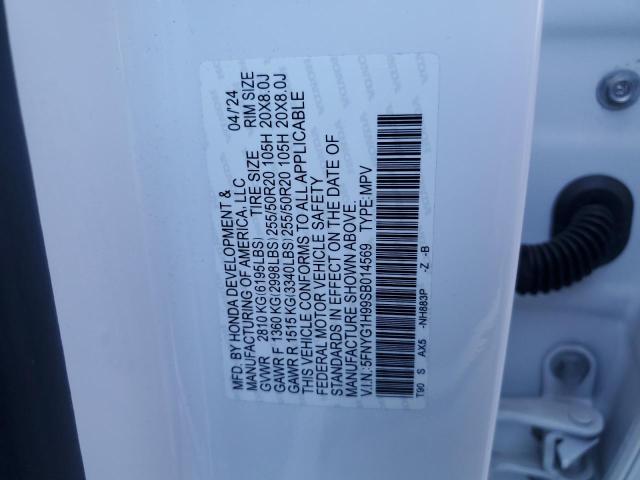 MFD. BY HONDA DEVELOPMENT & 04/'24
MANUFACTURING OF AMERICA, LLC
GVWR 2810 KG(6195LBS) TIRE SIZE RIM SIZE
GAWR F 1360 KG(2998LBS) 255/50R20 105H 20X8.0J
GAWR R 1515 KG(3340LBS) 255/50R20 105H 20X8.0J
THIS VEHICLE CONFORMS TO ALL APPLICABLE
FEDERAL MOTOR VEHICLE SAFETY
STANDARDS IN EFFECT ON THE DATE OF
MANUFACTURE SHOWN ABOVE.
V.I.N.:5FNYG1H99SB014569 TYPE:MPV
T90 S AX5 -NH883P -Z -B